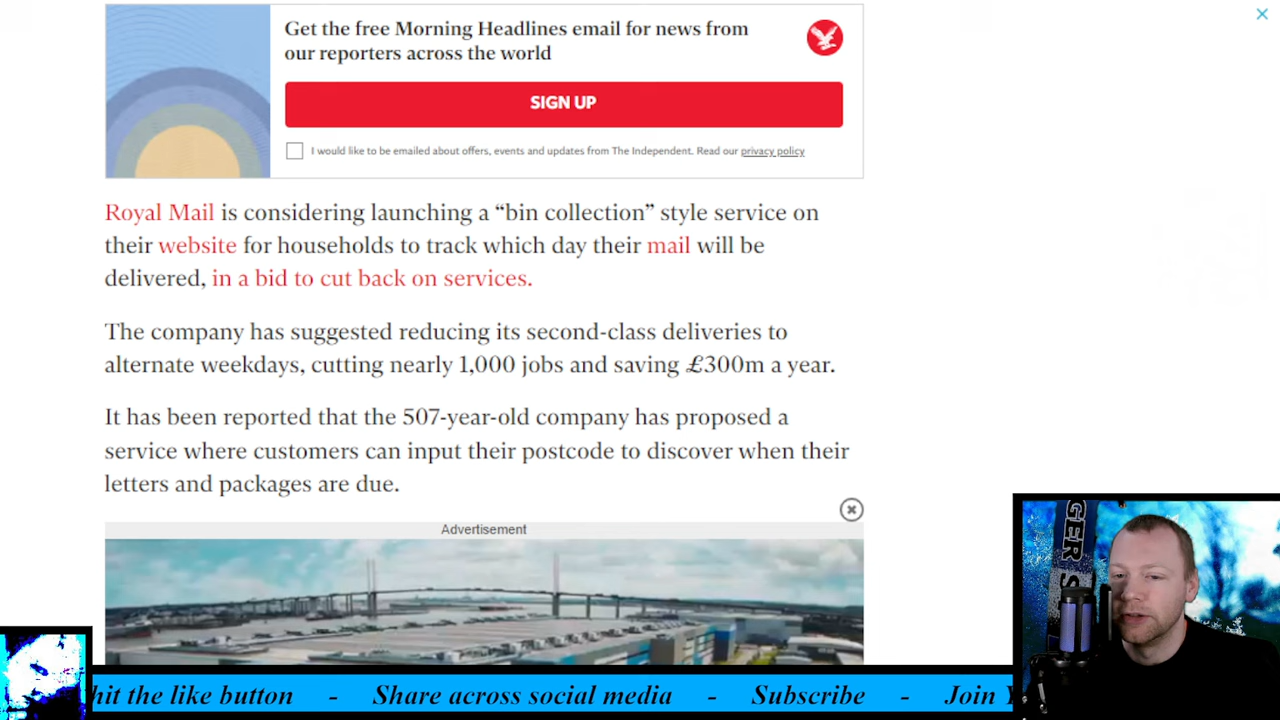 Get the free Morning Headlines email for news from
our reporters across the world
SIGN UP
I would like to be emailed about offers, events and updates from The Independent. Read our privacy policy
Royal Mail is considering launching a “bin collection” style service on
their website for households to track which day their mail will be
delivered, in a bid to cut back on services.
The company has suggested reducing its second-class deliveries to
alternate weekdays, cutting nearly 1,000 jobs and saving £300m a year.
It has been reported that the 507-year-old company has proposed a
service where customers can input their postcode to discover when their
letters and packages are due.
Advertisement
GER S
hit the like button - Share across social media - Subscribe - Join Y